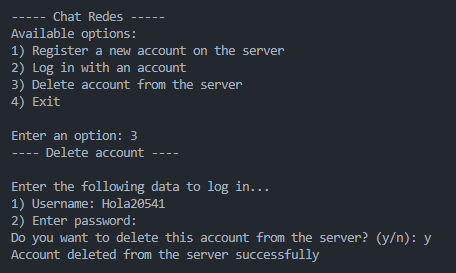 ----- Chat Redes -----
Available options:
1) Register a new account on the server
2) Log in with an account
3) Delete account from the server
4) Exit
Enter an option: 3
---- Delete account ----
Enter the following data to log in...
1) Username: Hola20541
2) Enter password:
Do you want to delete this account from the server? (y/n): y
Account deleted from the server successfully